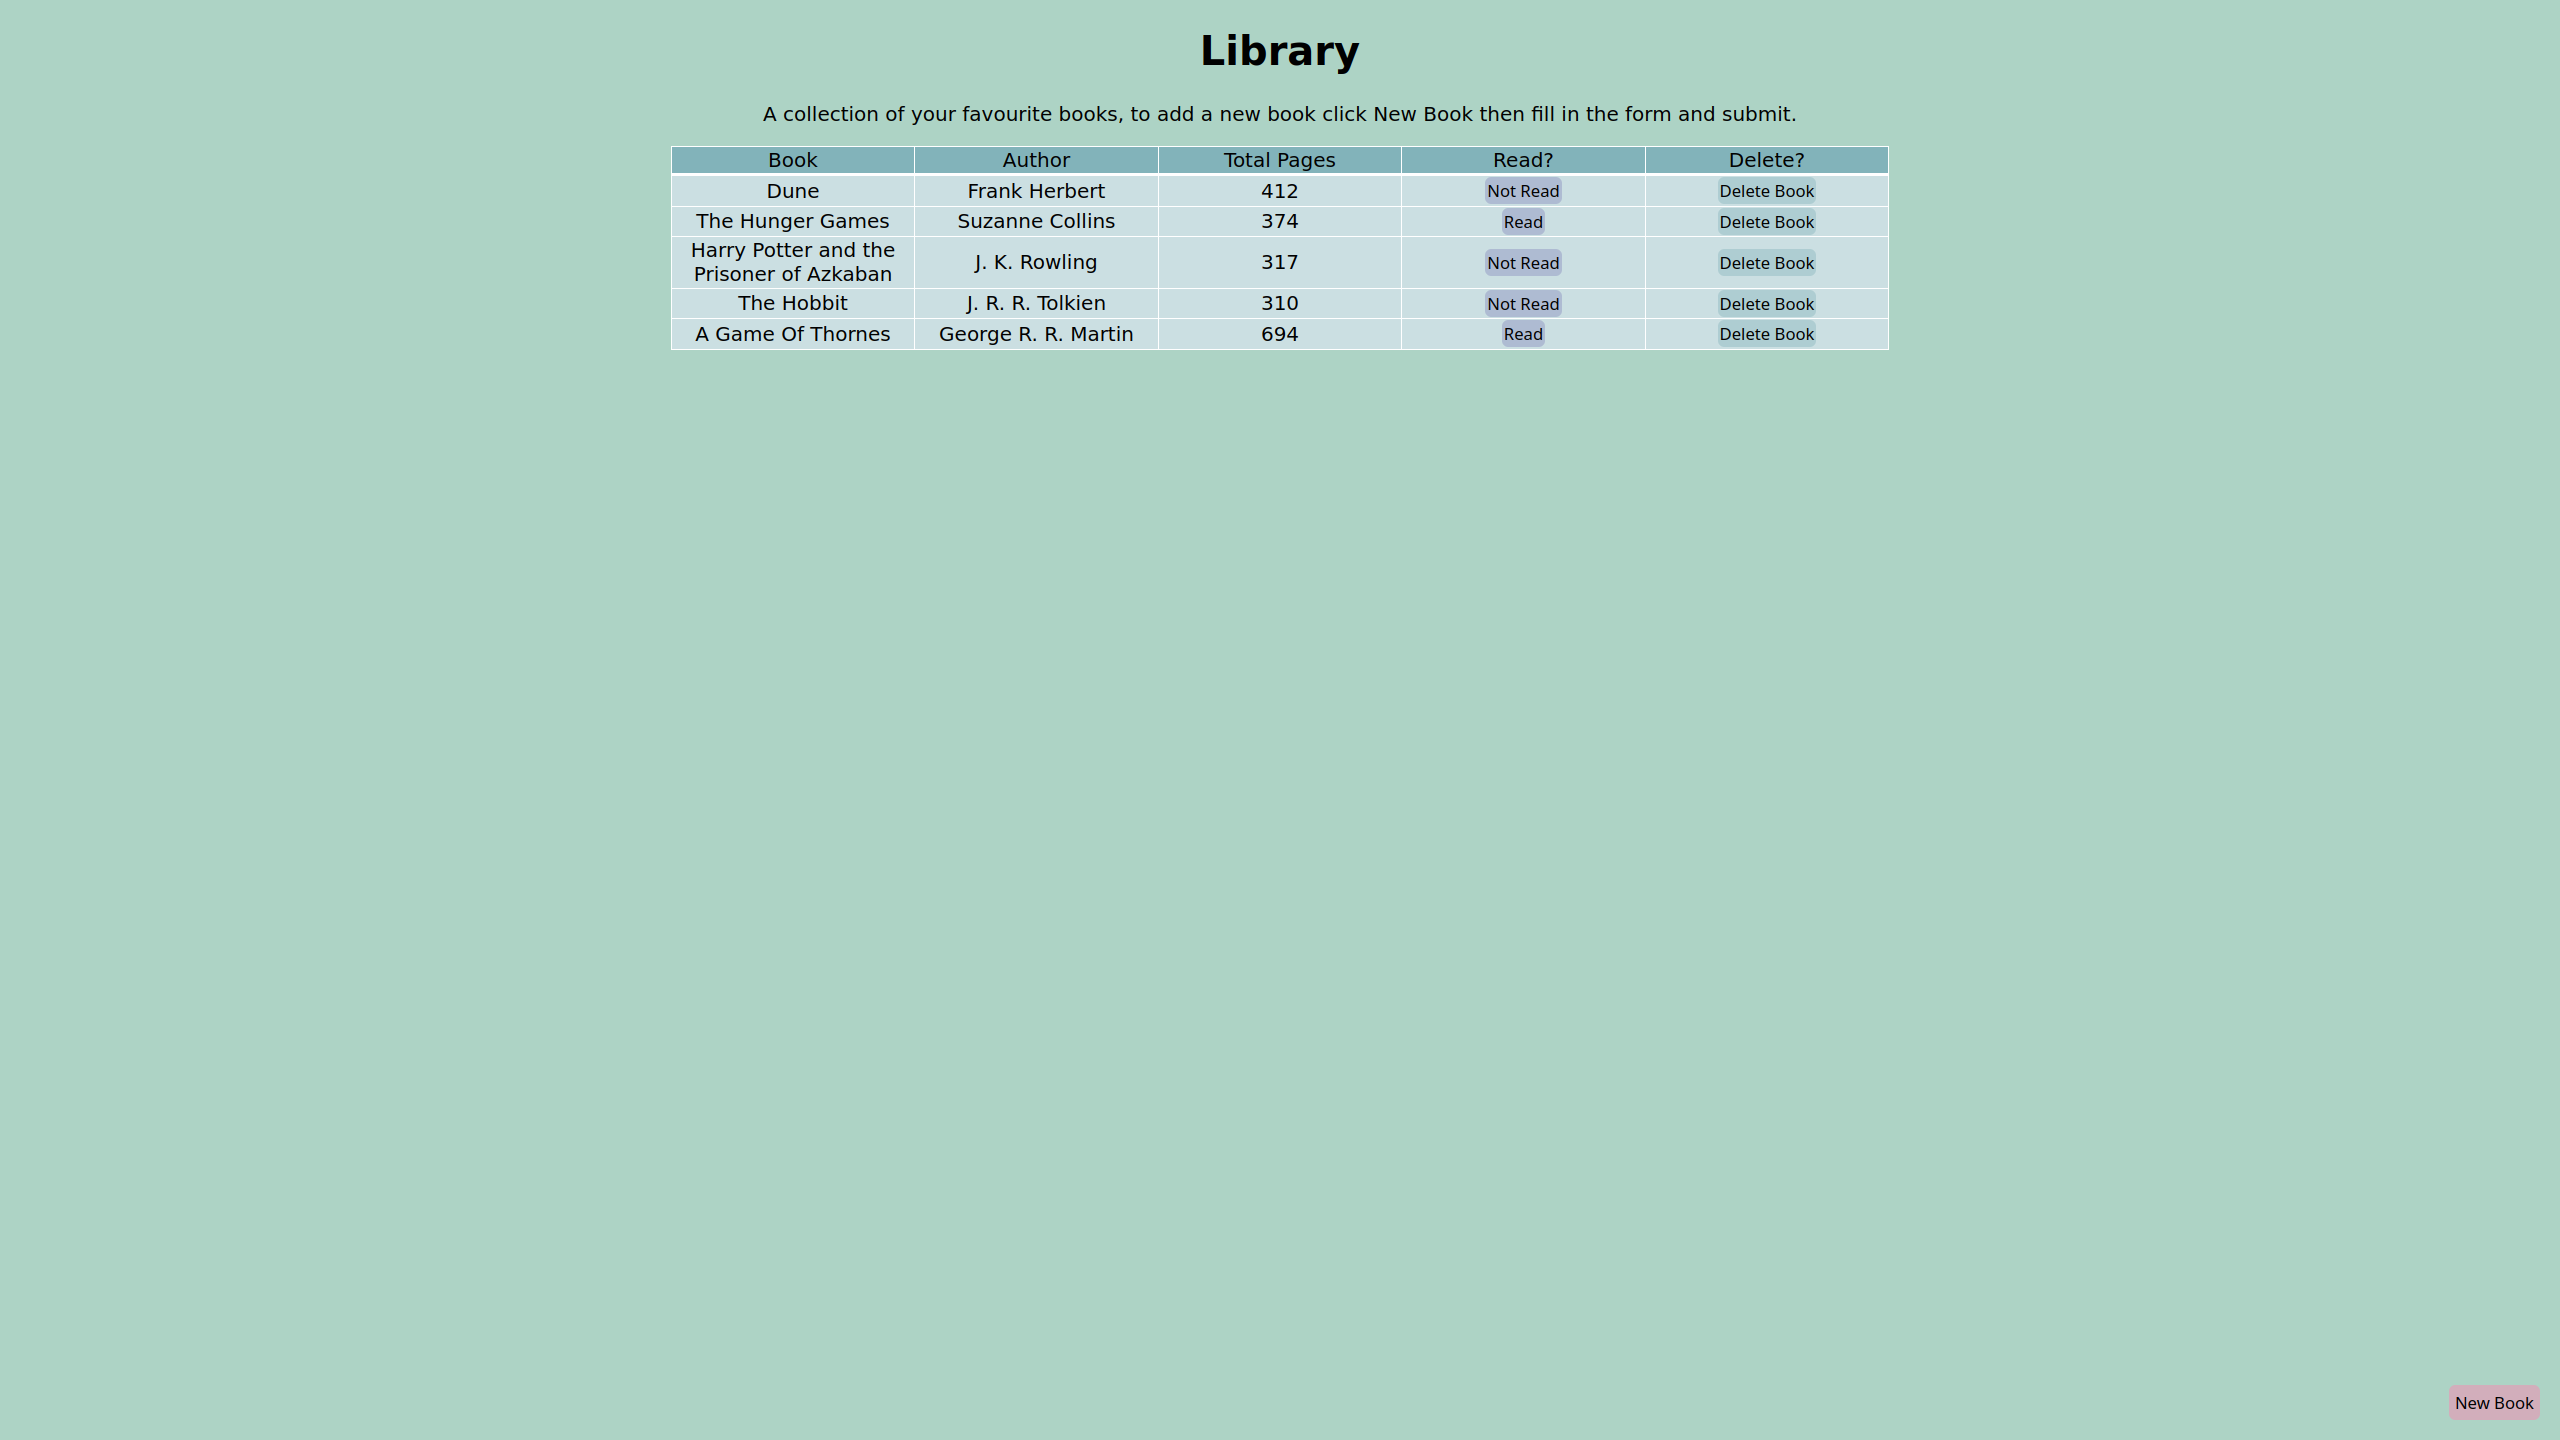 Library
A collection of your favourite books, to add a new book click New Book then fill in the form and submit.
Book Author Total Pages Read? Delete?
Dune Frank Herbert 412 Not Read Delete Book
The Hunger Games Suzanne Collins 374 Read Delete Book
Harry Potter and the
Prisoner of Azkaban J. K. Rowling 317 Not Read Delete Book
The Hobbit J. R. R. Tolkien 310 Not Read Delete Book
A Game Of Thornes George R. R. Martin 694 Read Delete Book
New Book